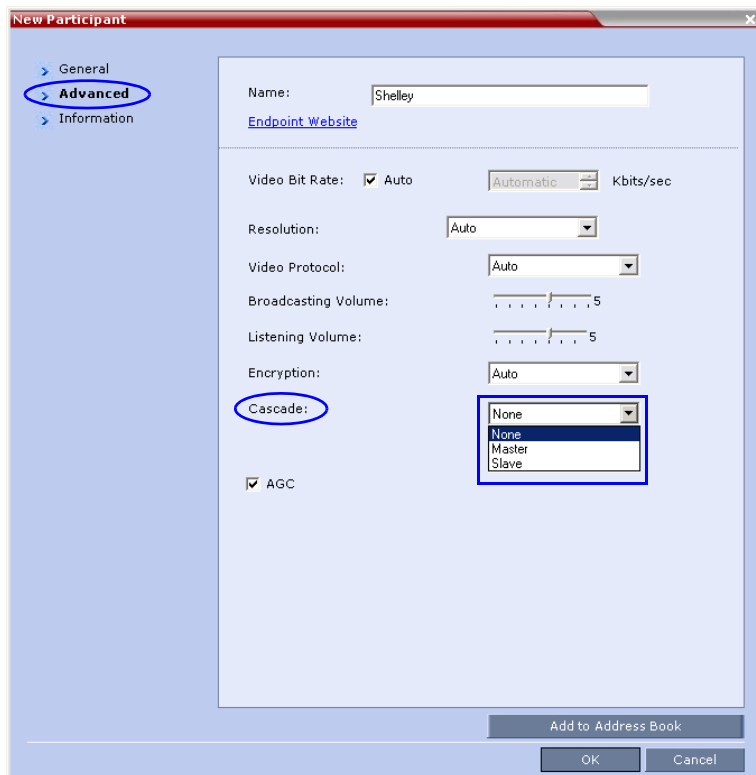 New Participant
General
Advanced
Information
Name: Shelley
Endpoint Website
Video Bit Rate: Auto Automatic Kbits/sec
Resolution: Auto
Video Protocol: Auto
Broadcasting Volume: 5
Listening Volume: 5
Encryption: Auto
Cascade: None
None
Master
Slave
AGC
Add to Address Book
OK Cancel